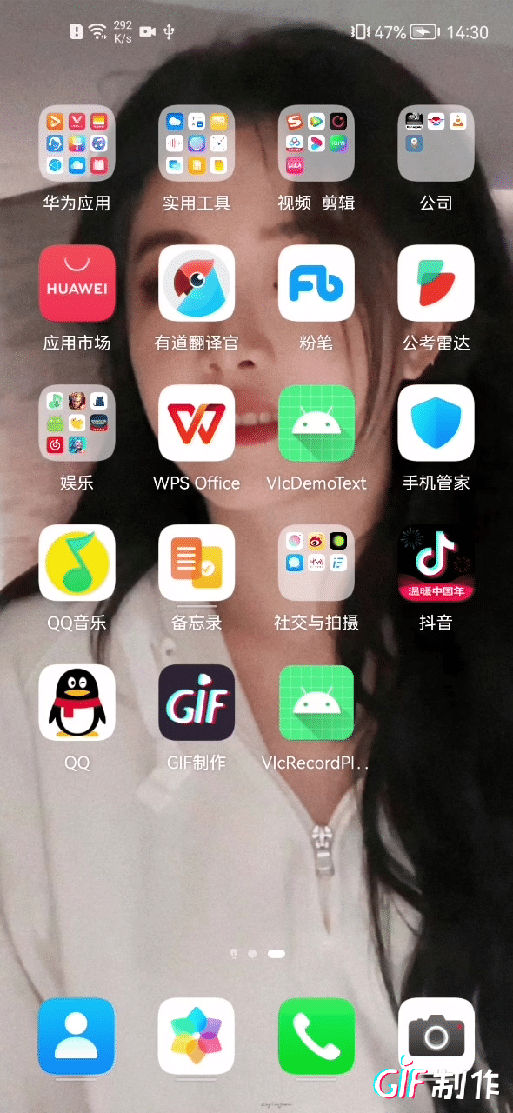 292
K/s
47%
14:30
华为应用
实用工具
视频 剪辑
公司
HUAWEI
应用市场
有道翻译官
Fb
粉笔
公考雷达
娱乐
WPS Office
VlcDemoText
手机管家
QQ音乐
备忘录
社交与拍摄
温暖中国年
抖音
QQ
GIF
GIF制作
VlcRecordPl..
GIF制作